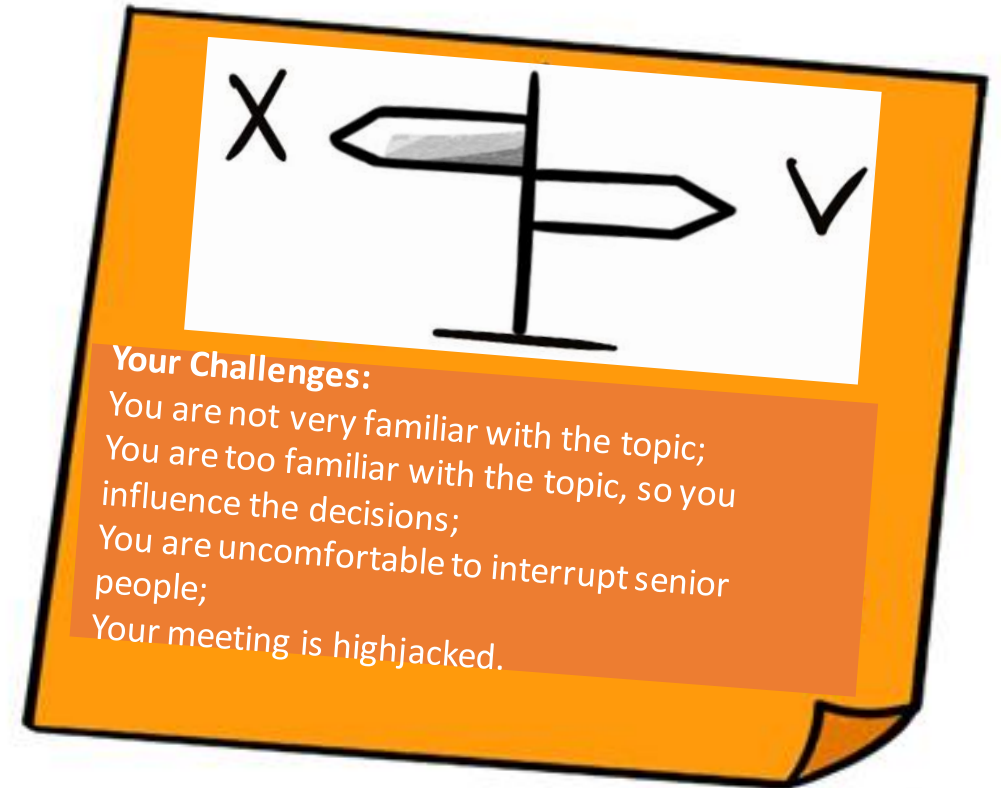 X
V
Your Challenges:
You are not very familiar with the topic;
You are too familiar with the topic, so you
influence the decisions;
You are uncomfortable to interrupt senior
people;
Your meeting is highjacked.